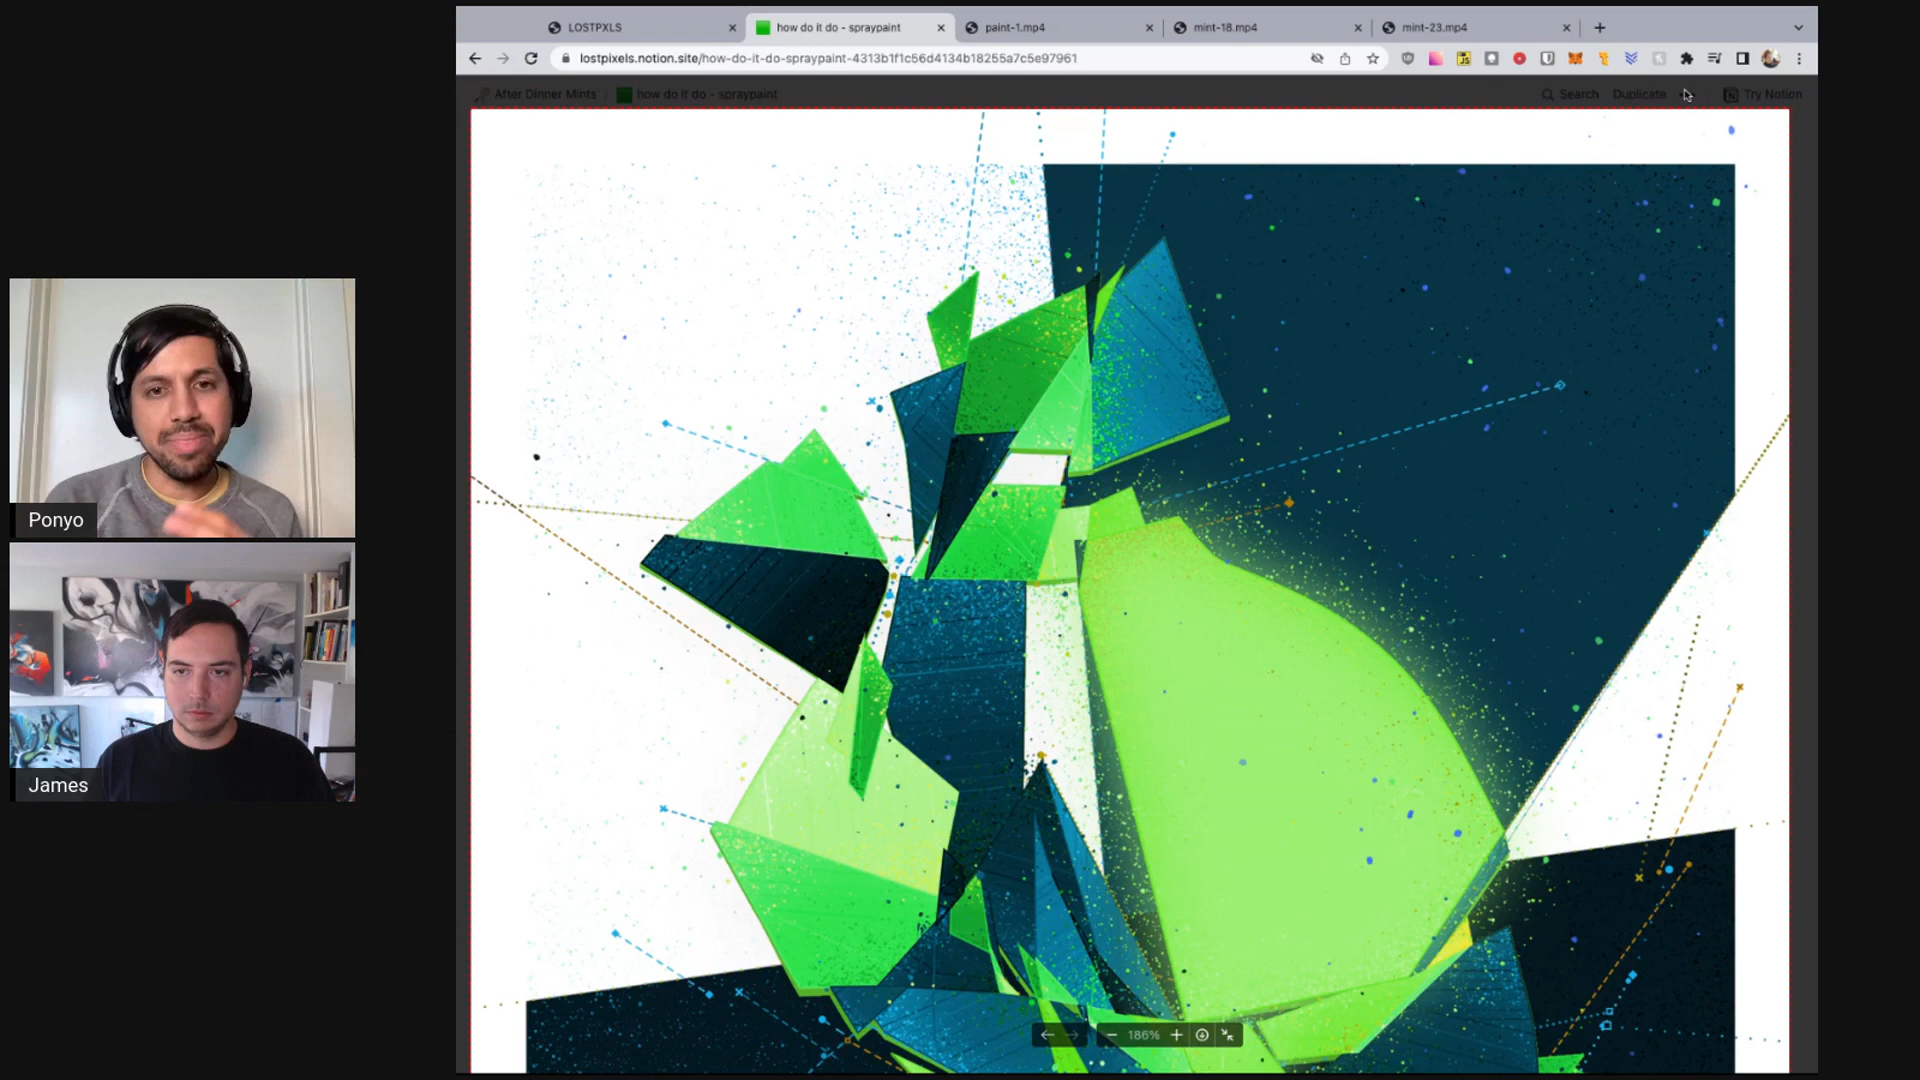 LOSTPXLS
how do it do - spraypaint
paint-1.mp4
mint-18.mp4
mint-23.mp4
lostpixels.notion.site/how-do-it-do-spraypaint-4313b1f1c56d4134b18255a7c5e97981
After Dinner Mints / how do it do - spraypaint
Search
Duplicate
Try Notion
Ponyo
James
186%